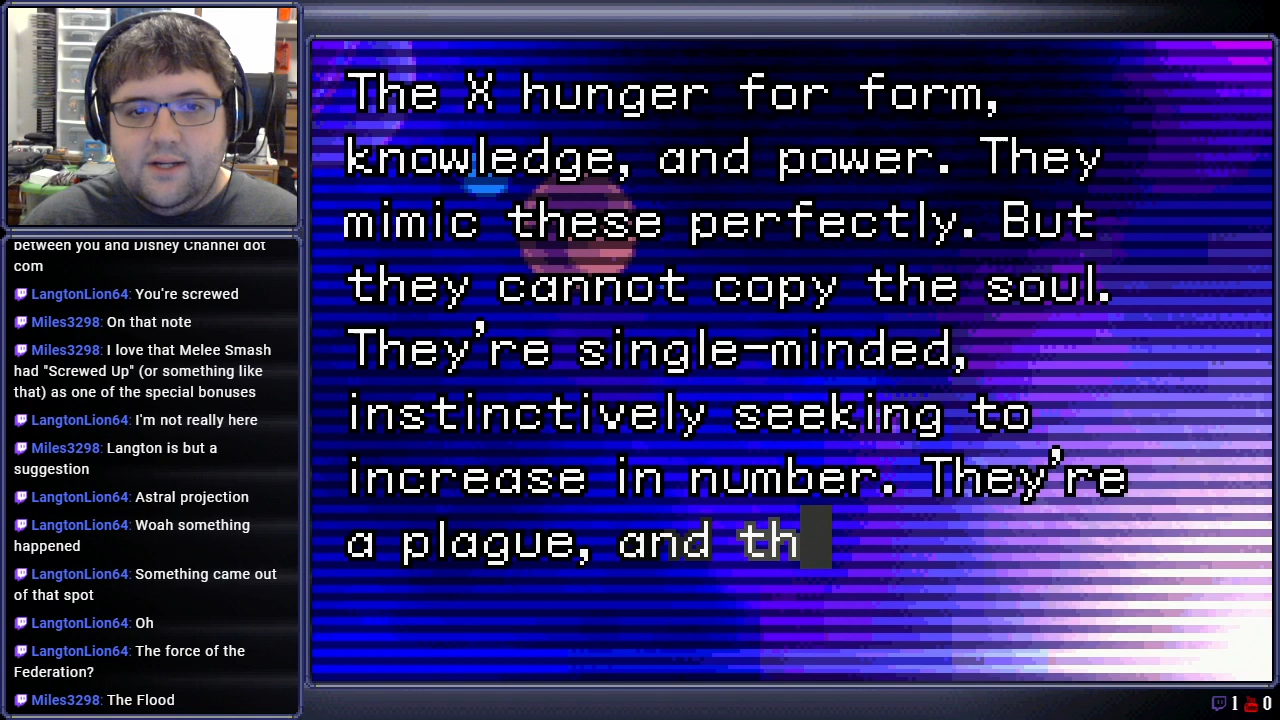 between you and Disney Channel dot
com
LangtonLion64: You're screwed
Miles3298: On that note
Miles3298: I love that Melee Smash
had "Screwed Up" (or something like
that) as one of the special bonuses
LangtonLion64: I'm not really here
Miles3298: Langton is but a
suggestion
LangtonLion64: Astral projection
LangtonLion64: Woah something
happened
LangtonLion64: Something came out
of that spot
LangtonLion64: Oh
LangtonLion64: The force of the
Federation?
Miles3298: The Flood
The X hunger for form,
knowledge, and power. They
mimic these perfectly. But
they cannot copy the soul.
They're single-minded,
instinctively seeking to
increase in number. They're
a plague, and th
1 0